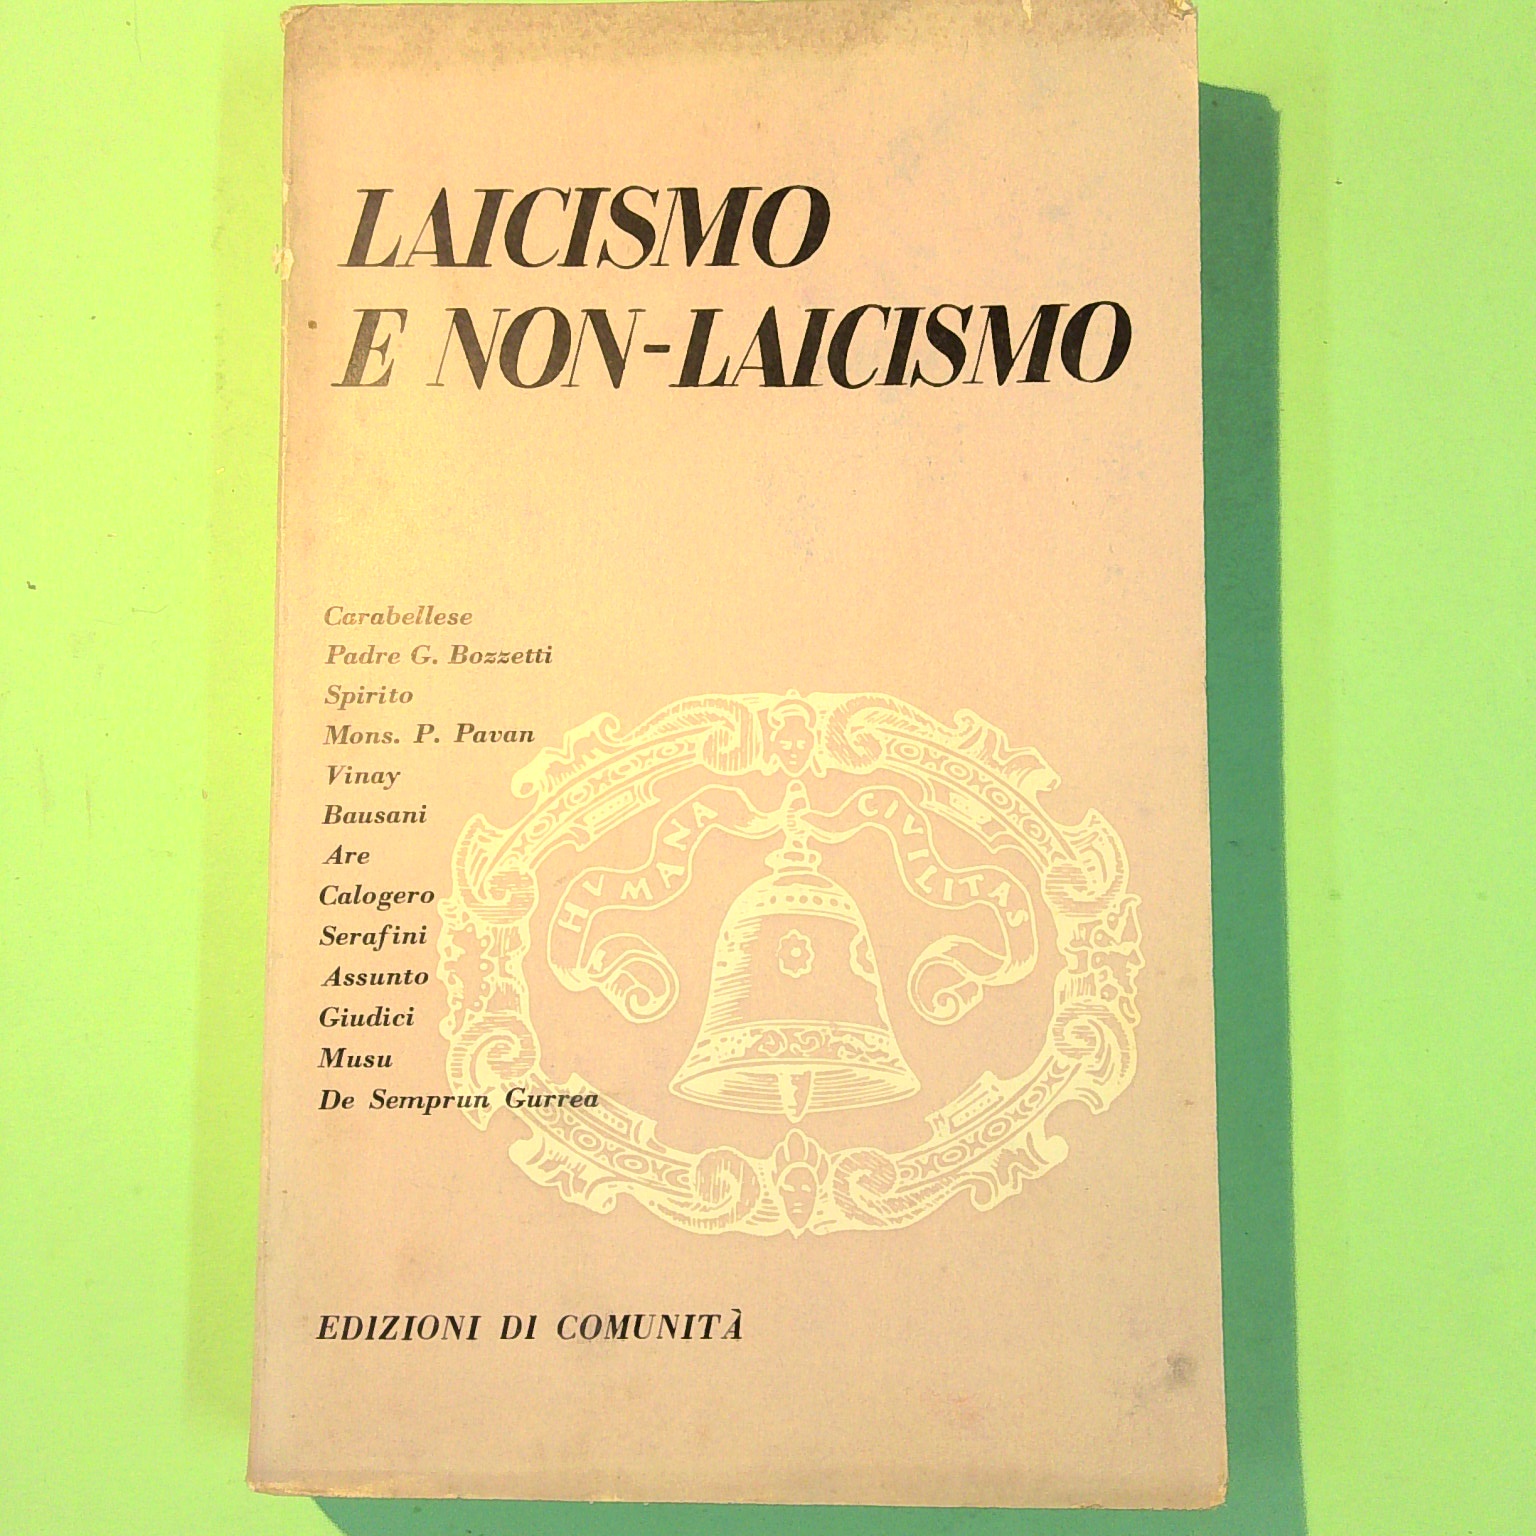 LAICISMO
E NON-LAICISMO
Carabellese
Padre G. Bozzetti
Spirito
Mons. P. Pavan
Vinay
Bausani
Are
Calogero
Serafini
Assunto
Giudici
Musu
De Semprun Gurrea
HVMANA CIVILITAS
EDIZIONI DI COMUNITÀ